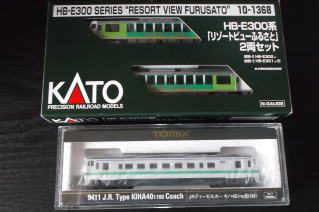 HB-E300 SERIES "RESORT VIEW FURUSATO" 10-1368
HB-E300系
「リゾートビューふるさと」
2両セット
KATO
PRECISION RAILROAD MODELS
N-GAUGE
TOMIX
9411 J.R. Type KIHA40 1700 Coach